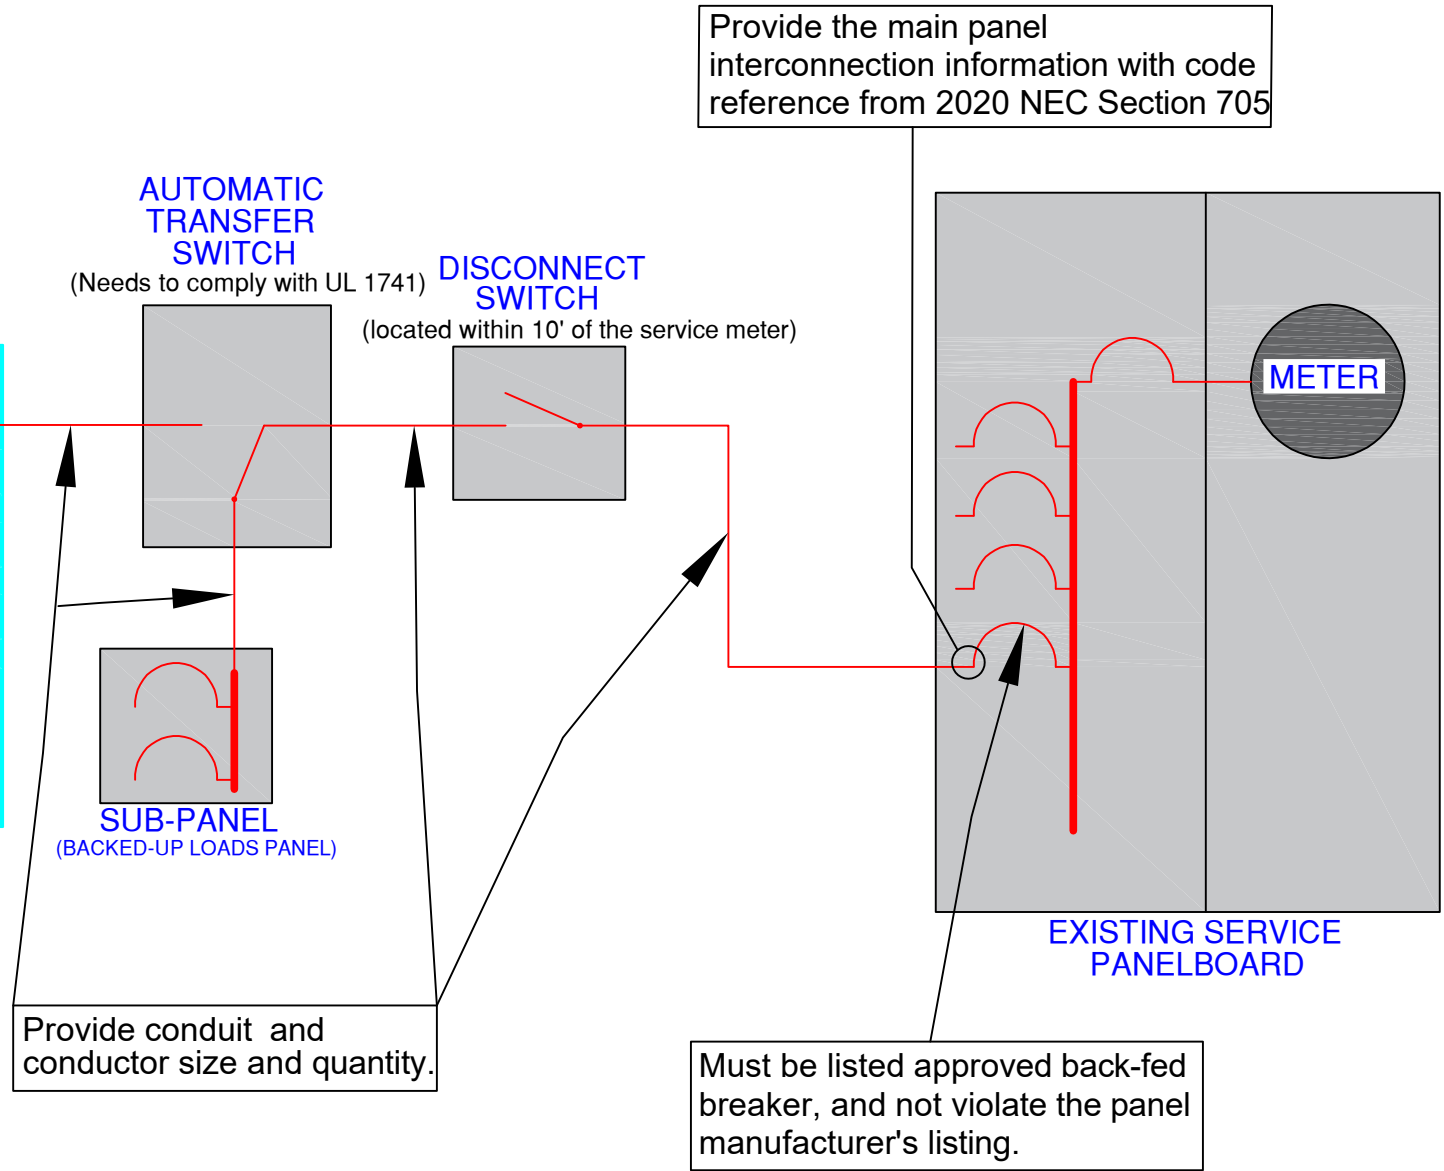 Provide the main panel
interconnection information with code
reference from 2020 NEC Section 705
AUTOMATIC
TRANSFER
SWITCH
(Needs to comply with UL 1741)
DISCONNECT
SWITCH
(located within 10' of the service meter)
METER
SUB-PANEL
(BACKED-UP LOADS PANEL)
EXISTING SERVICE
PANELBOARD
Provide conduit  and
conductor size and quantity.
Must be listed approved back-fed
breaker, and not violate the panel
manufacturer's listing.